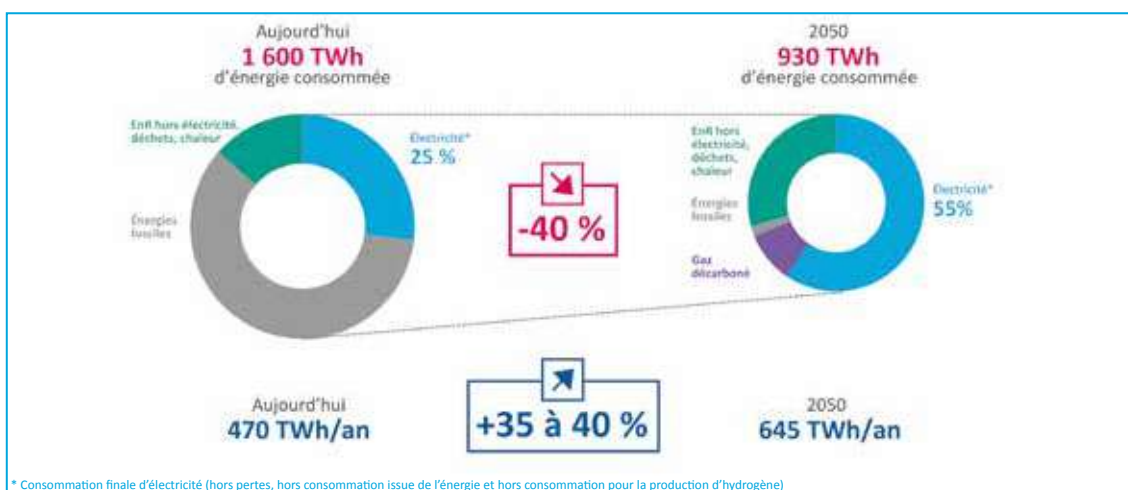 Aujourd'hui
1 600 TWh
d'énergie consommée
2050
930 TWh
d'énergie consommée
EnR hors électricité,
déchets, chaleur
Électricité*
25 %
Énergies
fossiles
-40 %
EnR hors
électricité,
déchets,
chaleur
Énergies
fossiles
Gaz
décarboné
Électricité*
55%
Aujourd'hui
470 TWh/an
+35 à 40 %
2050
645 TWh/an
* Consommation finale d'électricité (hors pertes, hors consommation issue de l'énergie et hors consommation pour la production d'hydrogène)